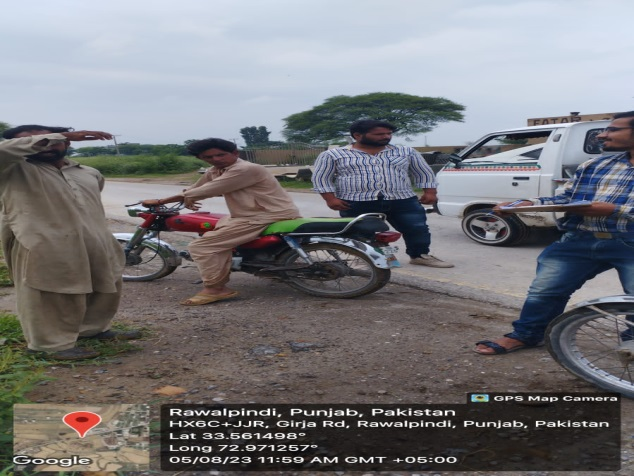 FATON
GPS Map Camera
Rawalpindi, Punjab, Pakistan
HX6C+JJR, Girja Rd, Rawalpindi, Punjab, Pakistan
Lat 33.561498°
Long 72.971257°
05/08/23 11:59 AM GMT +05:00
Google